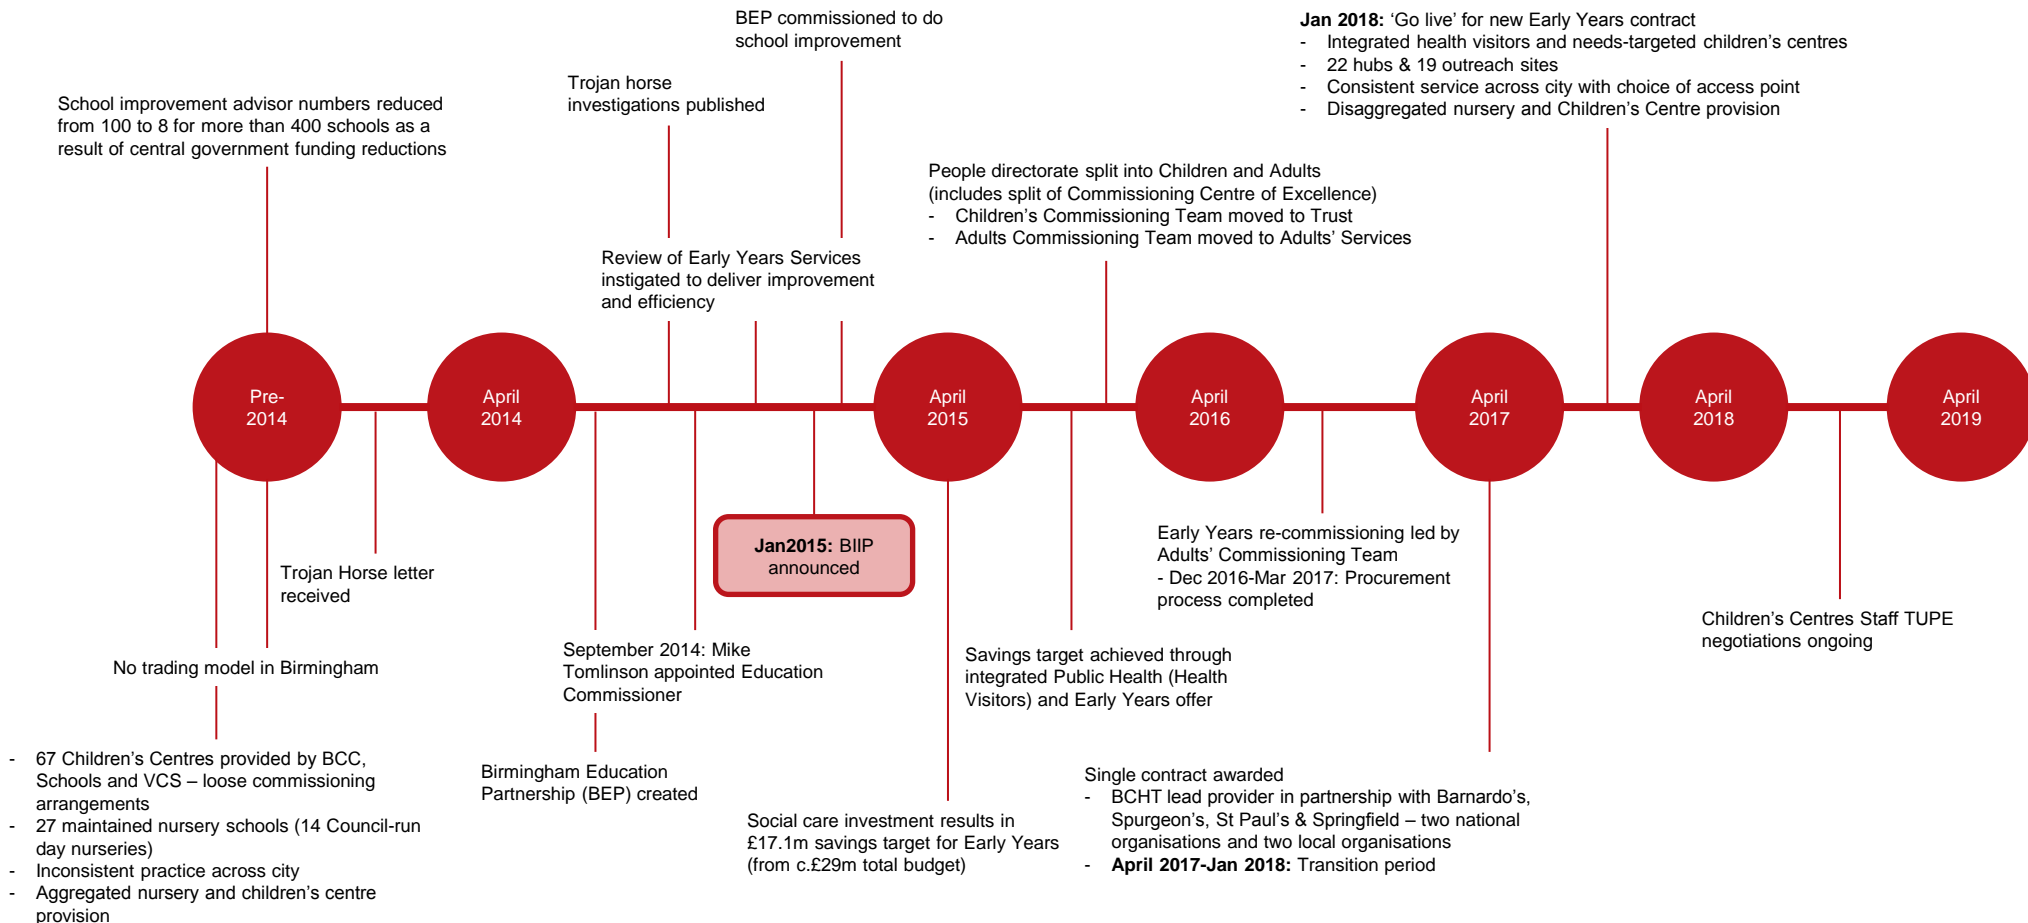 BEP commissioned to do
school improvement
Jan 2018: ‘Go live’ for new Early Years contract
- Integrated health visitors and needs-targeted children’s centres
- 22 hubs & 19 outreach sites
- Consistent service across city with choice of access point
- Disaggregated nursery and Children’s Centre provision
Trojan horse
investigations published
School improvement advisor numbers reduced
from 100 to 8 for more than 400 schools as a
result of central government funding reductions
People directorate split into Children and Adults
(includes split of Commissioning Centre of Excellence)
- Children’s Commissioning Team moved to Trust
- Adults Commissioning Team moved to Adults’ Services
Review of Early Years Services
instigated to deliver improvement
and efficiency
Pre-
2014
April
2014
April
2015
April
2016
April
2017
April
2018
April
2019
Trojan Horse letter
received
Jan2015: BIIP
announced
Early Years re-commissioning led by
Adults’ Commissioning Team
- Dec 2016-Mar 2017: Procurement
process completed
Children’s Centres Staff TUPE
negotiations ongoing
No trading model in Birmingham
September 2014: Mike
Tomlinson appointed Education
Commissioner
Savings target achieved through
integrated Public Health (Health
Visitors) and Early Years offer
- 67 Children’s Centres provided by BCC,
Schools and VCS – loose commissioning
arrangements
- 27 maintained nursery schools (14 Council-run
day nurseries)
- Inconsistent practice across city
- Aggregated nursery and children’s centre
provision
Birmingham Education
Partnership (BEP) created
Social care investment results in
£17.1m savings target for Early Years
(from c.£29m total budget)
Single contract awarded
- BCHT lead provider in partnership with Barnardo’s,
Spurgeon’s, St Paul’s & Springfield – two national
organisations and two local organisations
- April 2017-Jan 2018: Transition period